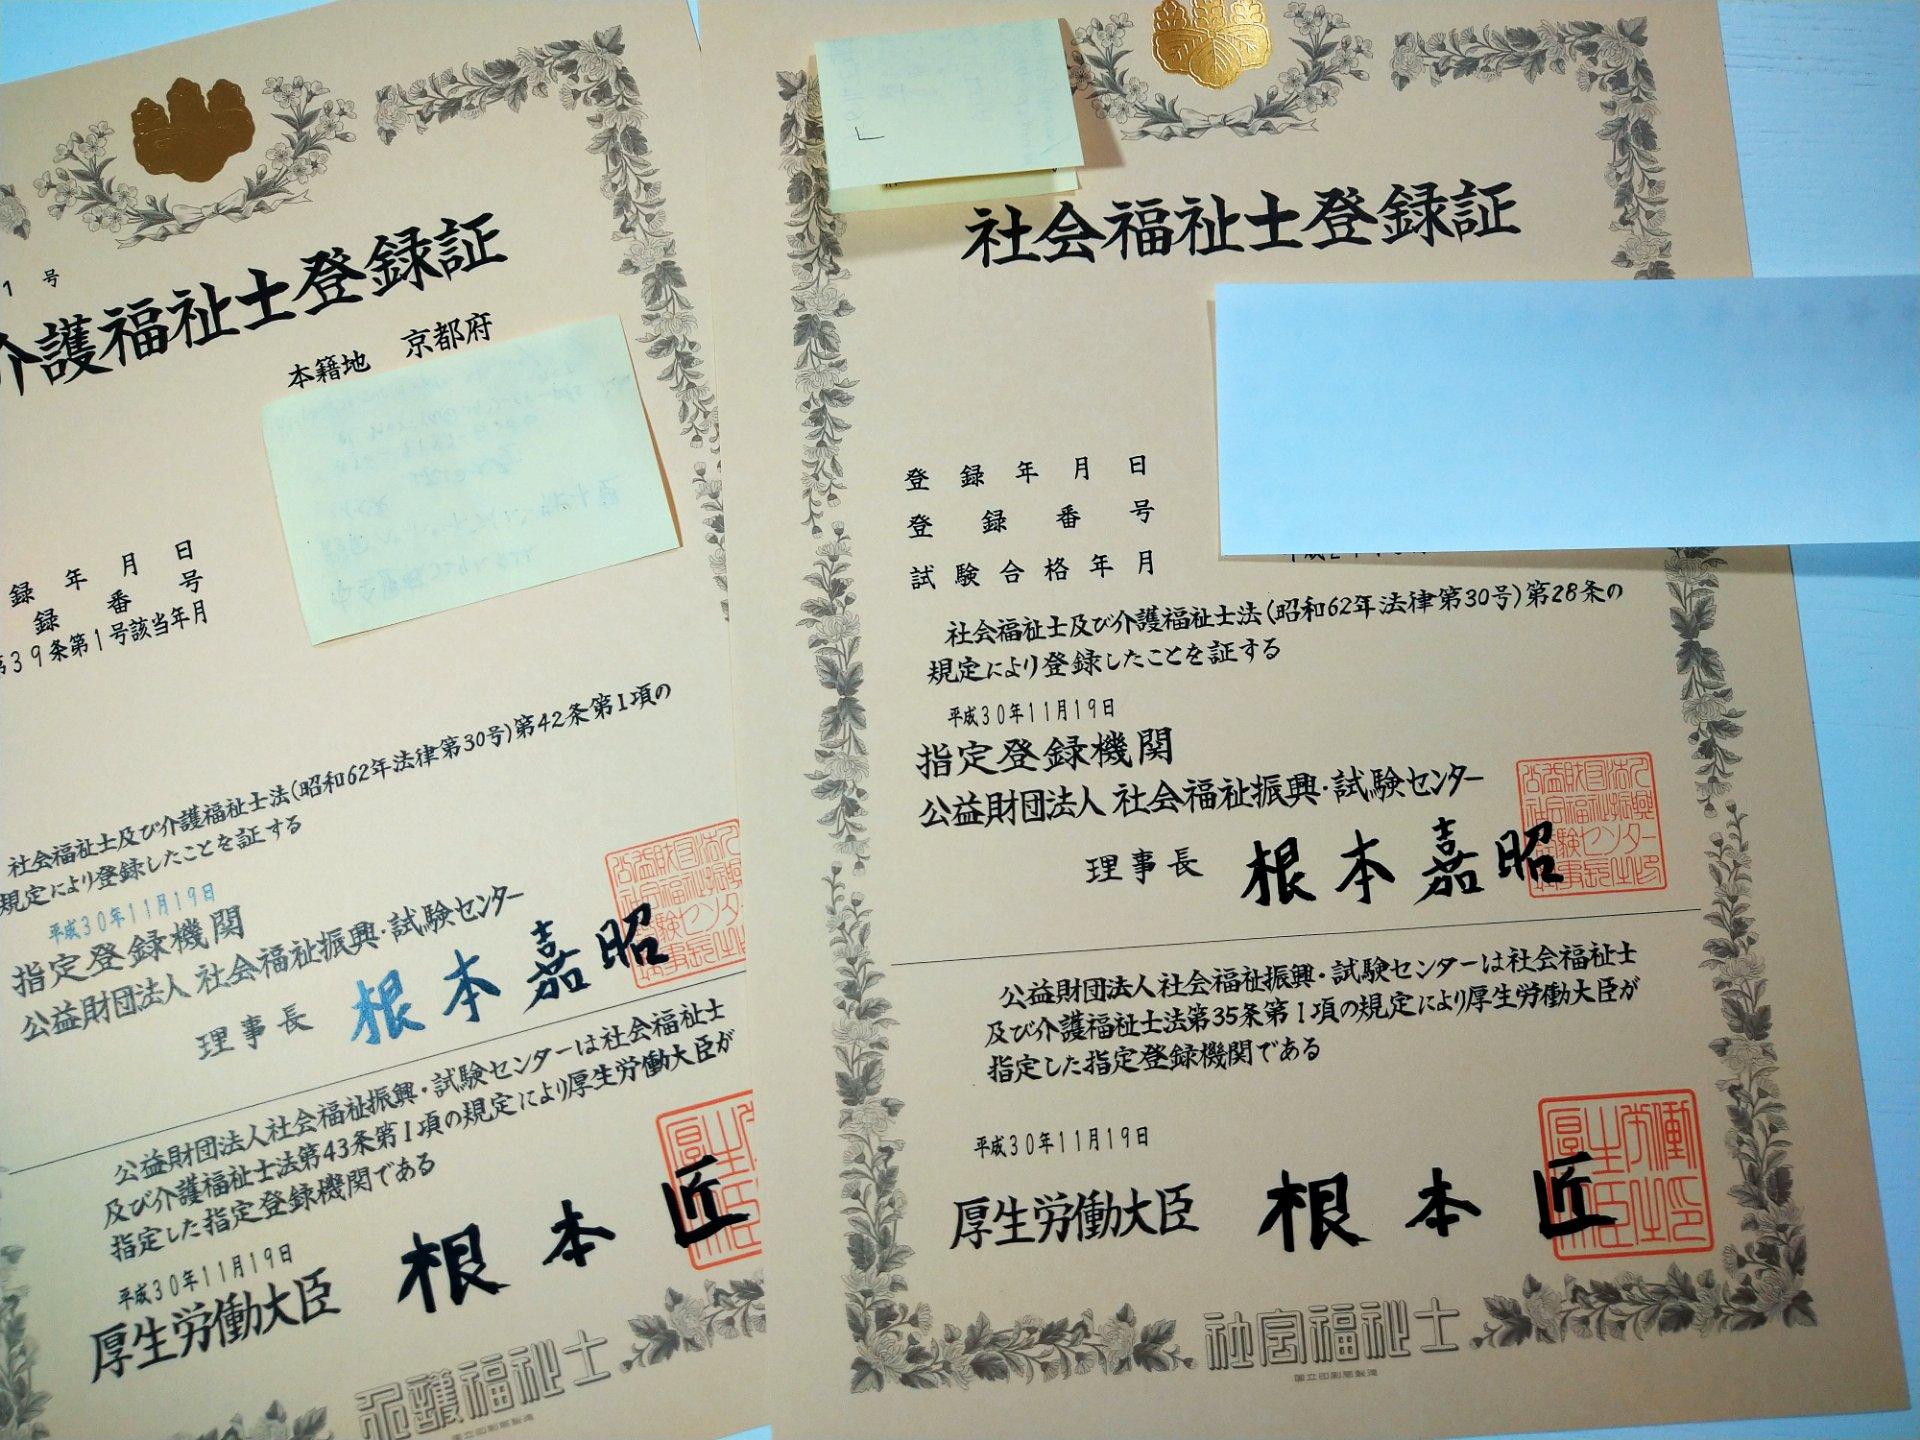 1号
介護福祉士登録証
本籍地 京都府
録年月日
録番号
第39条第1号該当年月
社会福祉士及び介護福祉士法(昭和62年法律第30号)第42条第1項の
規定により登録したことを証する
平成30年11月19日
指定登録機関
公益財団法人 社会福祉振興・試験センター
理事長 根本嘉昭
公益財団法人社会福祉振興・試験センターは社会福祉士
及び介護福祉士法第43条第1項の規定により厚生労働大臣が
指定した指定登録機関である
平成30年11月19日
厚生労働大臣 根本匠
介護福祉士
社会福祉士登録証
登録年月日
登録番号
試験合格年月
社会福祉士及び介護福祉士法(昭和62年法律第30号)第28条の
規定により登録したことを証する
平成30年11月19日
指定登録機関
公益財団法人 社会福祉振興・試験センター
理事長 根本嘉昭
公益財団法人社会福祉振興・試験センターは社会福祉士
及び介護福祉士法第35条第1項の規定により厚生労働大臣が
指定した指定登録機関である
平成30年11月19日
厚生労働大臣 根本匠
社会福祉士
国立印刷局製造